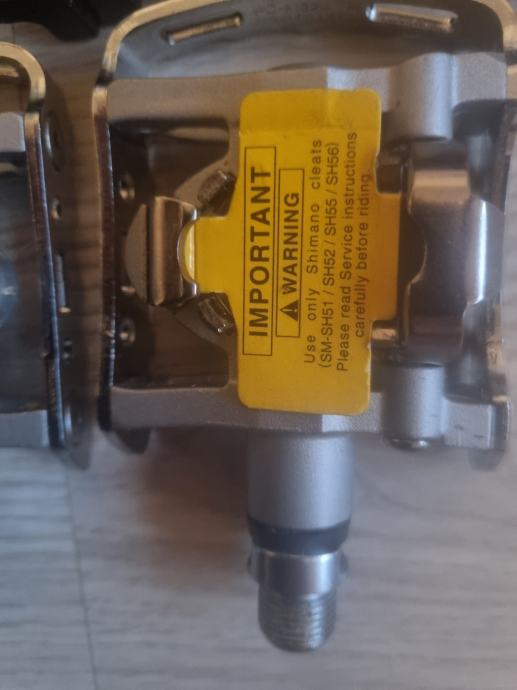 IMPORTANT
⚠WARNING
Use only Shimano cleats
(SM-SH51 / SH52 / SH55 / SH56)
Please read Service instructions
carefully before riding.